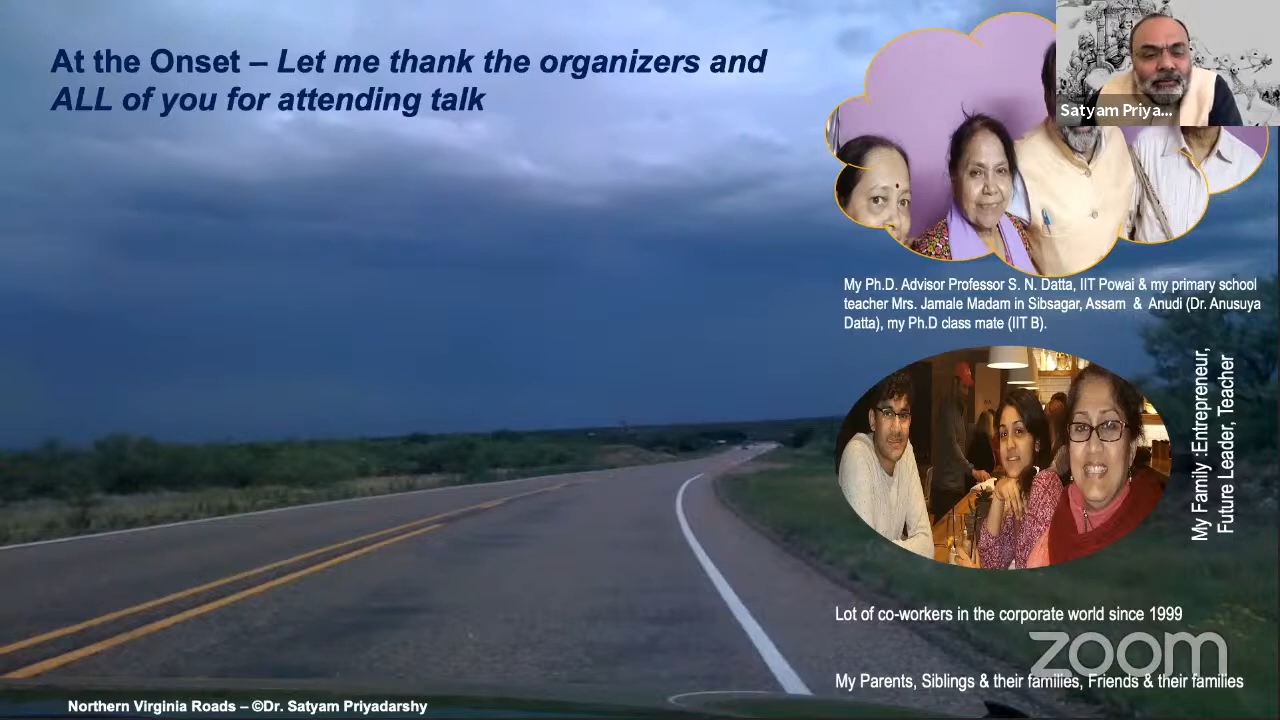 At the Onset – Let me thank the organizers and
ALL of you for attending talk
Satyam Priya...
My Ph.D. Advisor Professor S. N. Datta, IIT Powai & my primary school
teacher Mrs. Jamale Madam in Sibsagar, Assam & Anudi (Dr. Anusuya
Datta), my Ph.D class mate (IIT B).
My Family :Entrepreneur,
Future Leader, Teacher
Lot of co-workers in the corporate world since 1999
zoom
My Parents, Siblings & their families, Friends & their families
Northern Virginia Roads – ©Dr. Satyam Priyadarshy